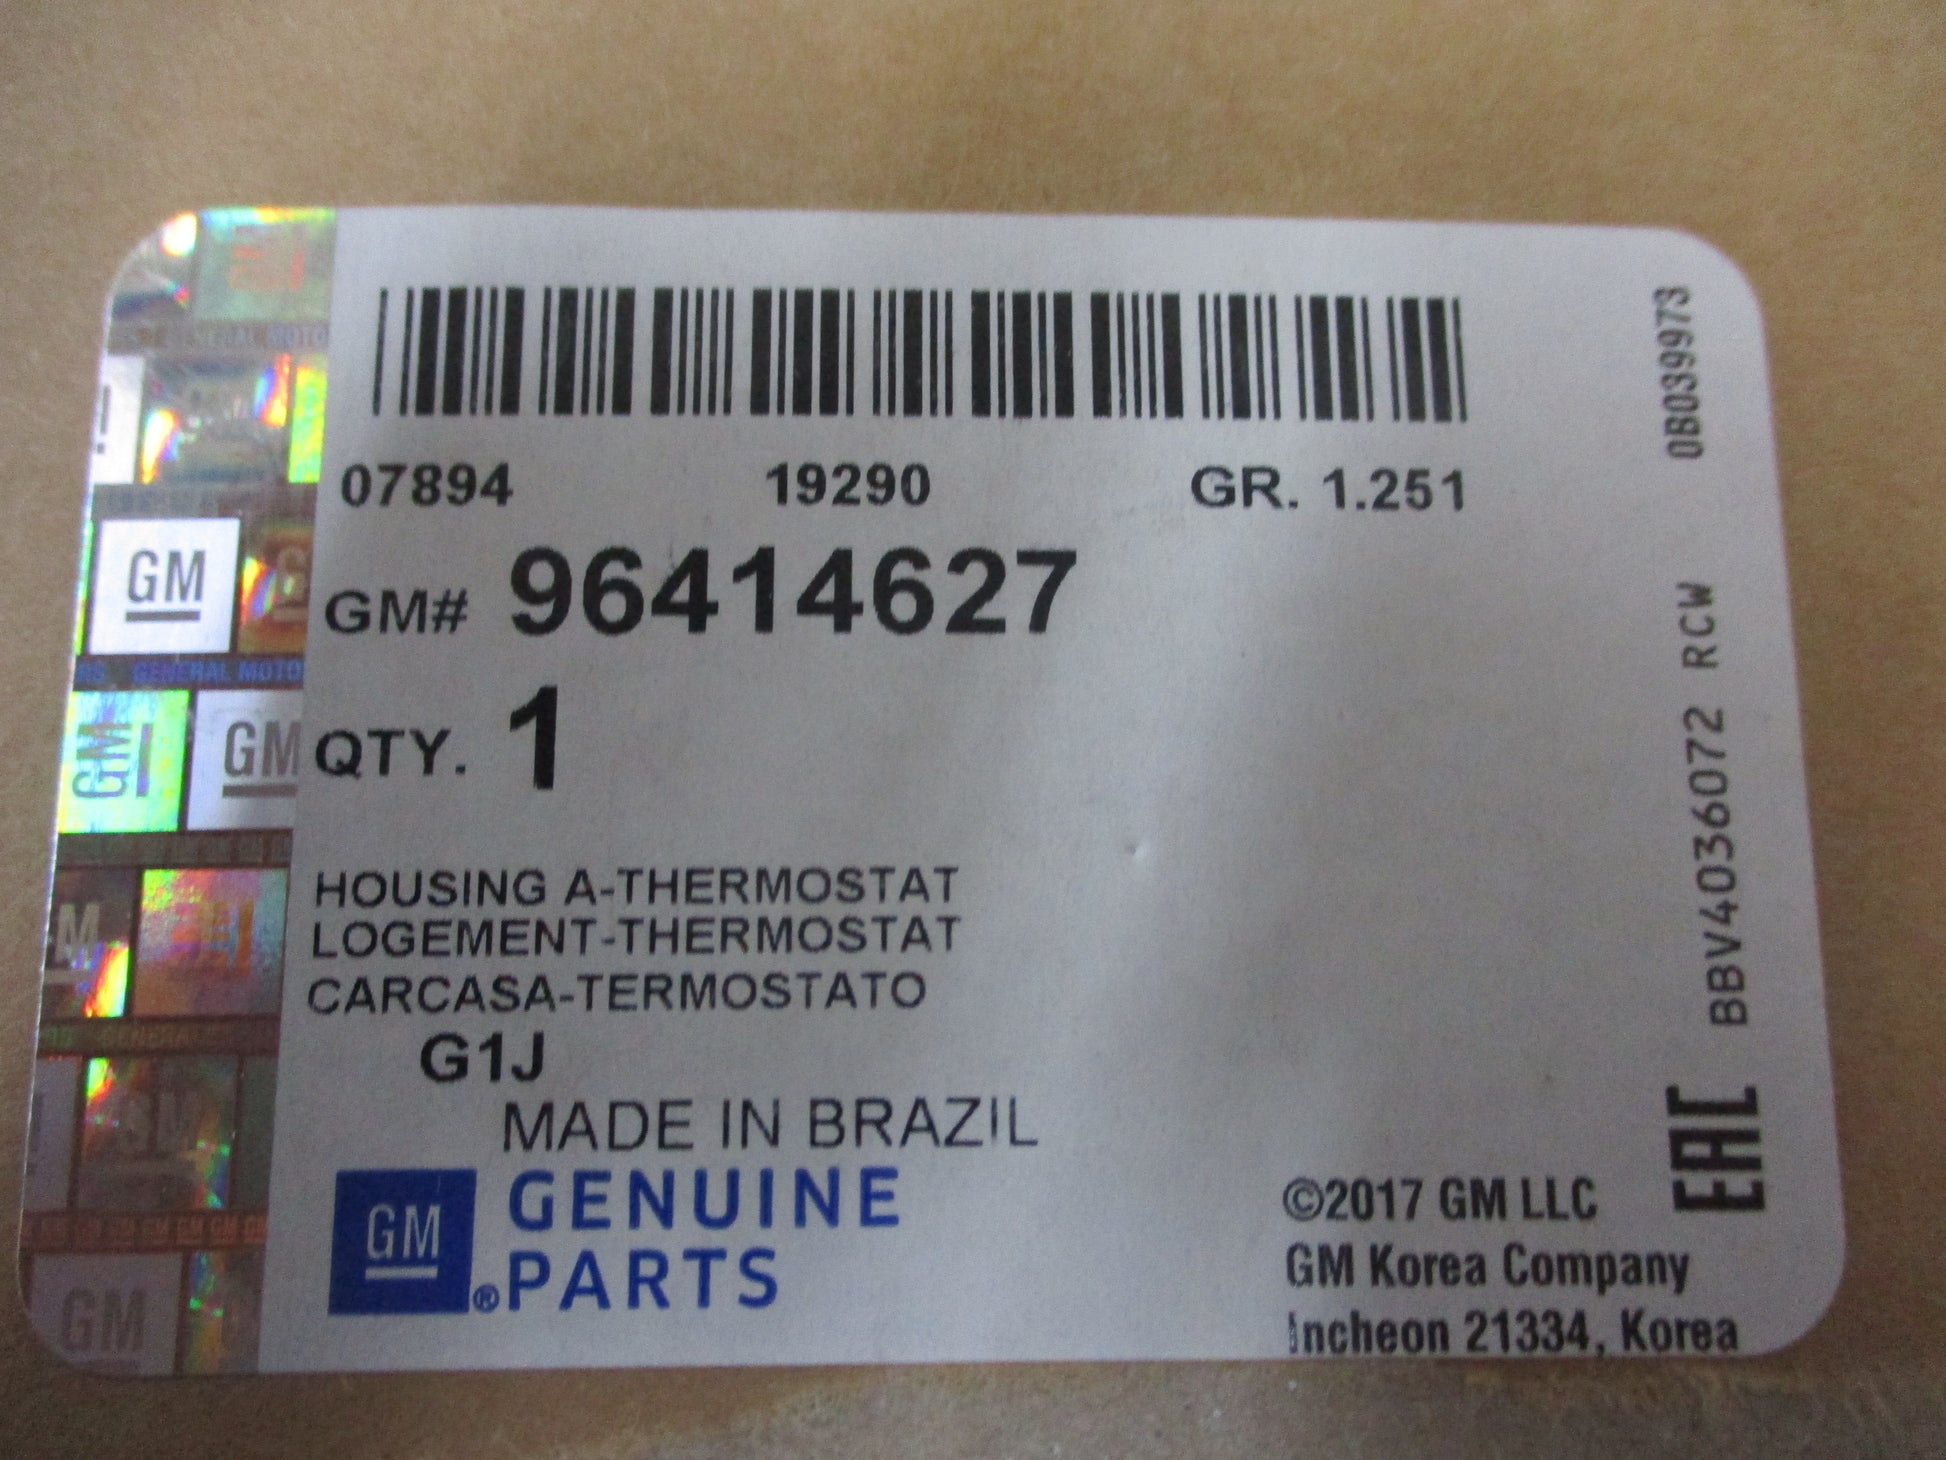 07894 19290 GR. 1.251
GM# 96414627
QTY. 1
HOUSING A-THERMOSTAT
LOGEMENT-THERMOSTAT
CARCASA-TERMOSTATO
G1J
MADE IN BRAZIL
GM ® GENUINE
PARTS
©2017 GM LLC
GM Korea Company
Incheon 21334, Korea
0B039973
BBV4036072 RCW
EAC
GM
GENERAL MOTO
GM
GM
GM